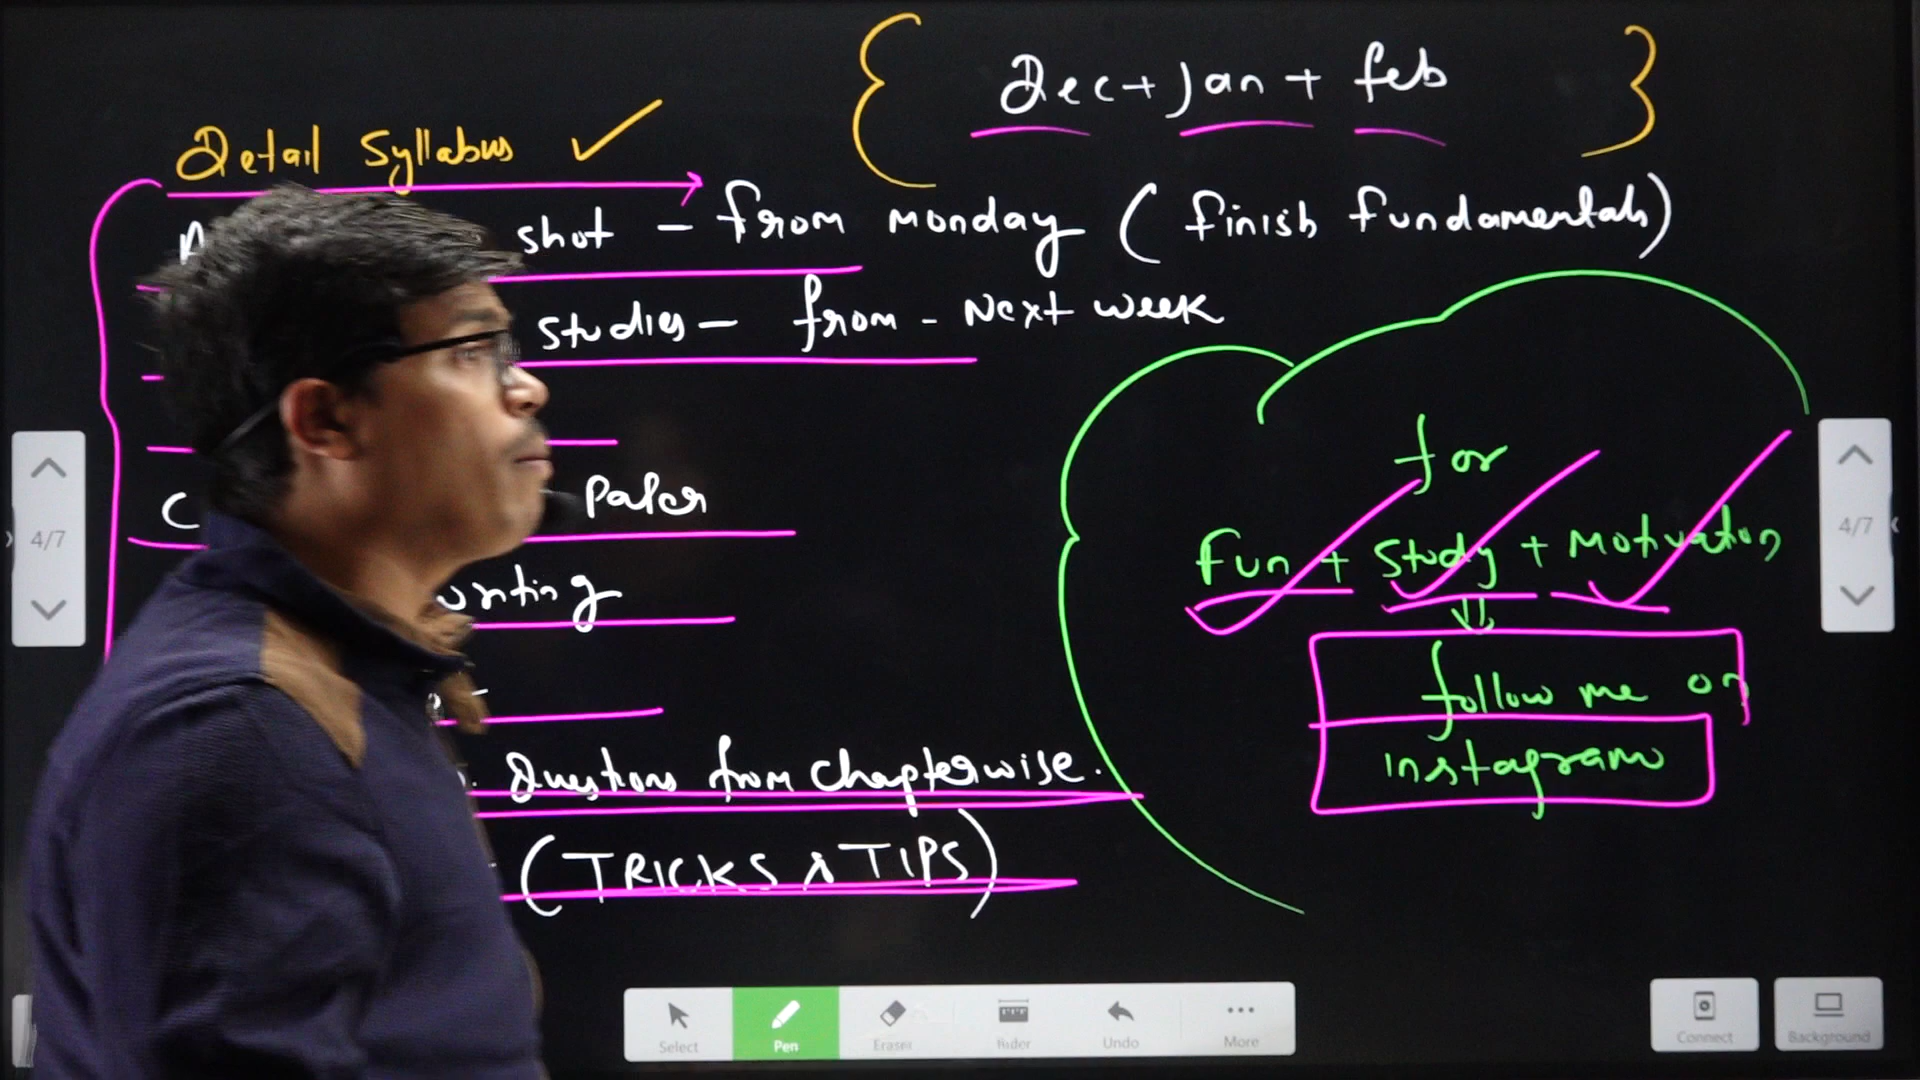 Dec + Jan + feb
Detail Syllabus
shot - from monday ( finish fundamentals)
studies - from - Next week
for
Paper
Fun + Study + Motivation
unting
follow me on
instagram
Questions from chapterwise.
(TRICKS & TIPS)
4/7
4/7
Select
Pen
Eraser
Ruler
Undo
More
Connect
Background